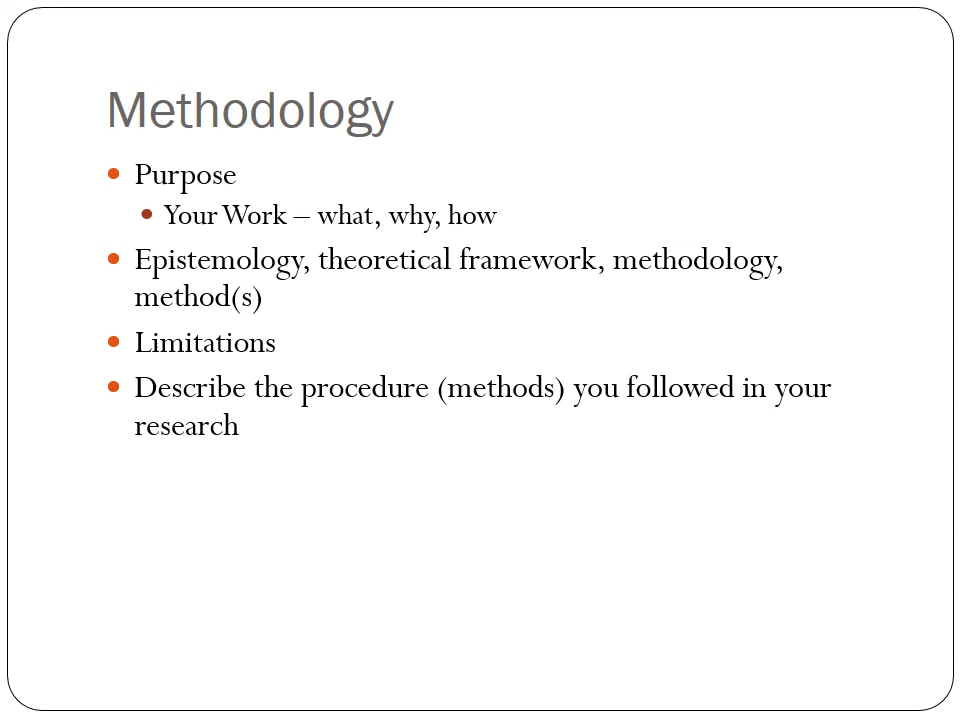 Methodology
Purpose
Your Work – what, why, how
Epistemology, theoretical framework, methodology,
method(s)
Limitations
Describe the procedure (methods) you followed in your
research